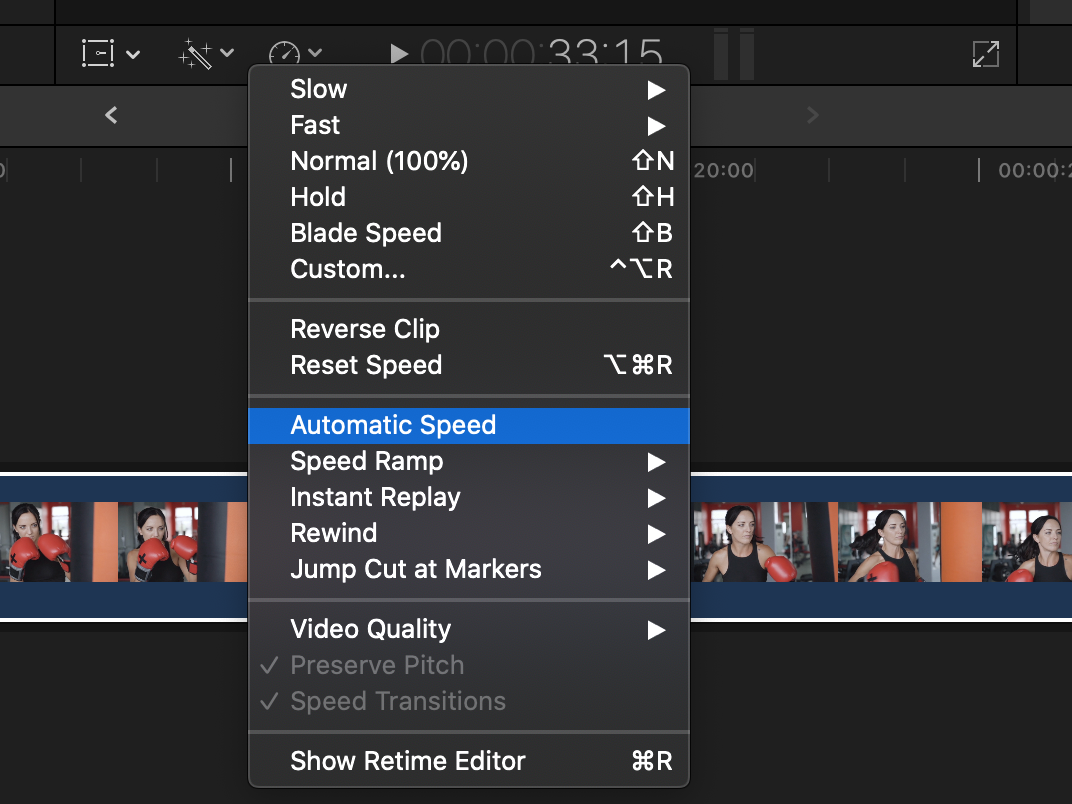 00:00:33:15
Slow ▶
Fast ▶
Normal (100%) ⇧N
Hold ⇧H
Blade Speed ⇧B
Custom... ^⌥R
20:00
00:00:2
Reverse Clip
Reset Speed ⌥⌘R
Automatic Speed
Speed Ramp ▶
Instant Replay ▶
Rewind ▶
Jump Cut at Markers ▶
Video Quality ▶
✓ Preserve Pitch
✓ Speed Transitions
Show Retime Editor ⌘R